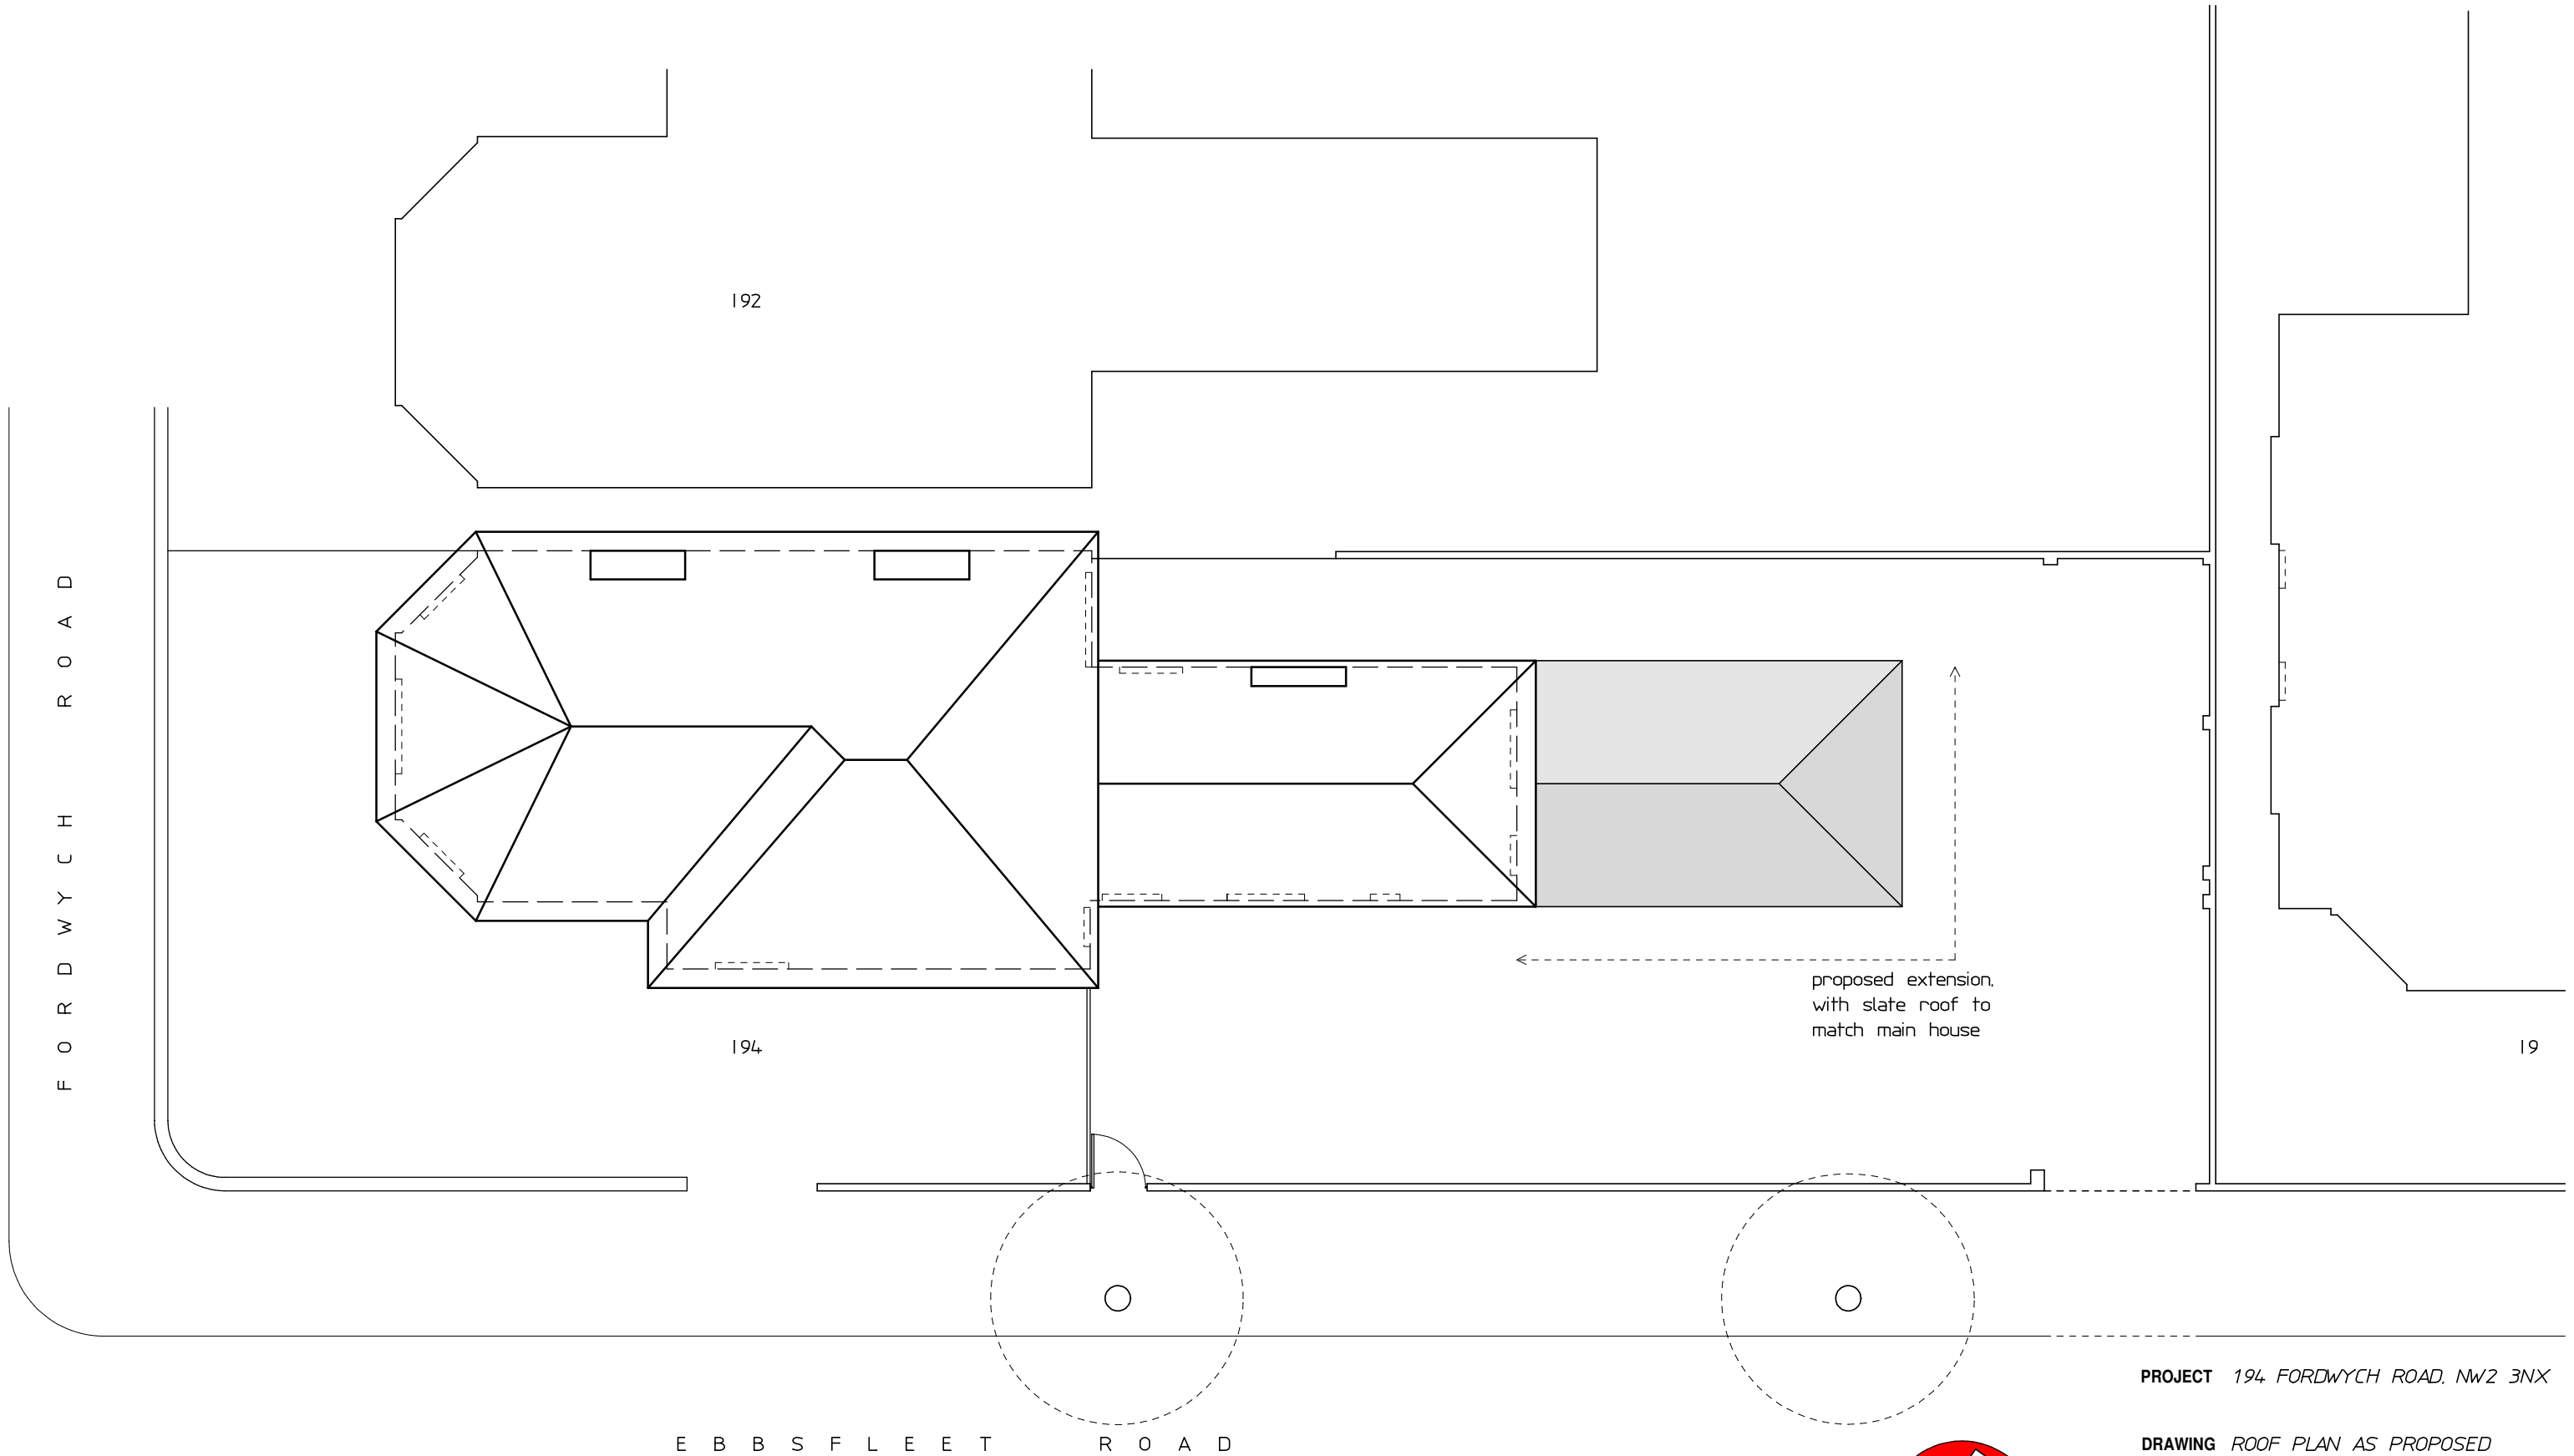 192
FORDWYCH ROAD
proposed extension,
with slate roof to
match main house
194
19
PROJECT 194 FORDWYCH ROAD, NW2 3NX
EBBSFLEET ROAD
DRAWING ROOF PLAN AS PROPOSED